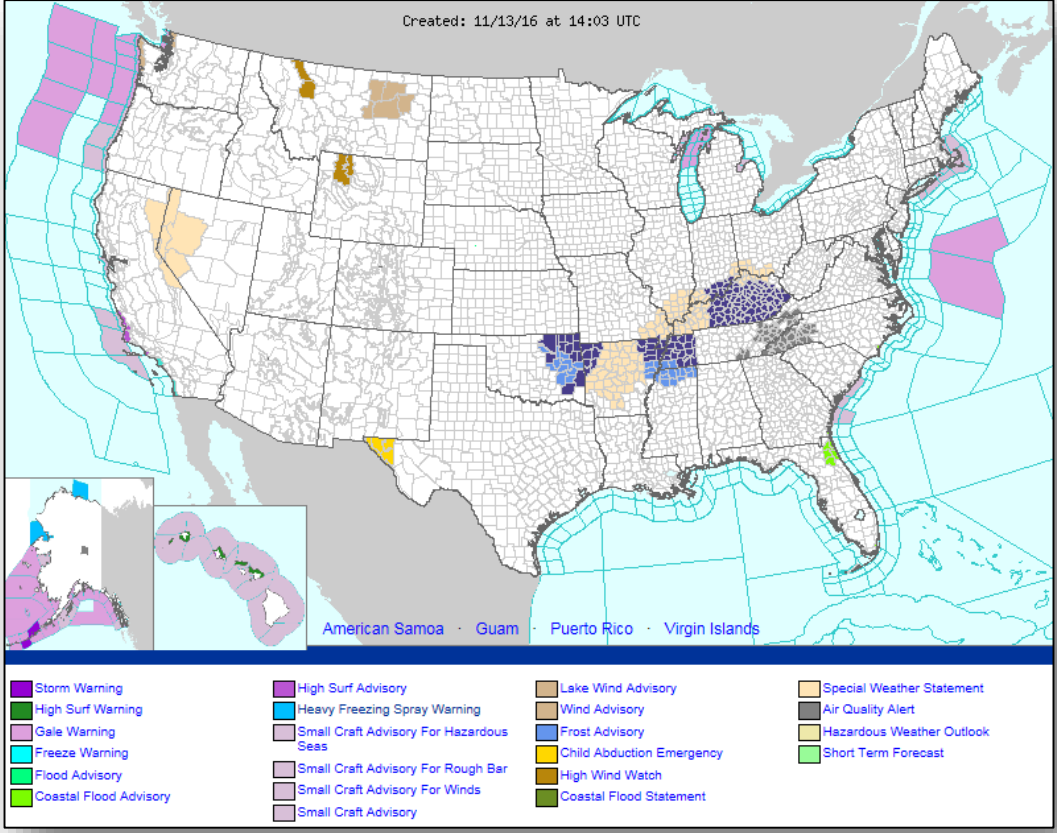 Created: 11/13/16 at 14:03 UTC
American Samoa · Guam · Puerto Rico · Virgin Islands
Storm Warning
High Surf Warning
Gale Warning
Freeze Warning
Flood Advisory
Coastal Flood Advisory
High Surf Advisory
Heavy Freezing Spray Warning
Small Craft Advisory For Hazardous
Seas
Small Craft Advisory For Rough Bar
Small Craft Advisory For Winds
Small Craft Advisory
Lake Wind Advisory
Wind Advisory
Frost Advisory
Child Abduction Emergency
High Wind Watch
Coastal Flood Statement
Special Weather Statement
Air Quality Alert
Hazardous Weather Outlook
Short Term Forecast